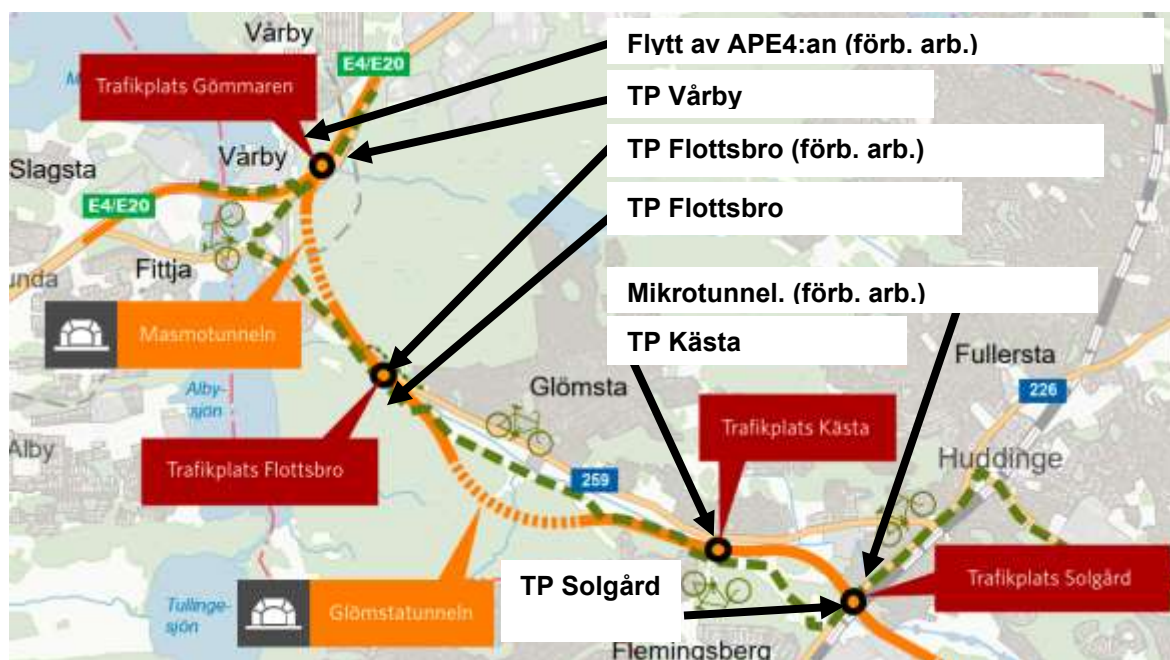 Vårby
Flytt av APE4:an (förb. arb.)
E4/E20
Trafikplats Gömmaren
TP Vårby
Vårby
TP Flottsbro (förb. arb.)
Slagsta
E4/E20
TP Flottsbro
Fittja
unda
Mikrotunnel. (förb. arb.)
Masmotunneln
TP Kästa
Fullersta
Alby-
sjön
Glömsta
226
Alby
Trafikplats Kästa
Trafikplats Flottsbro
Huddinge
259
TP Solgård
Trafikplats Solgård
Tullinge-
sjön
Glömstatunneln
Flemingsberg